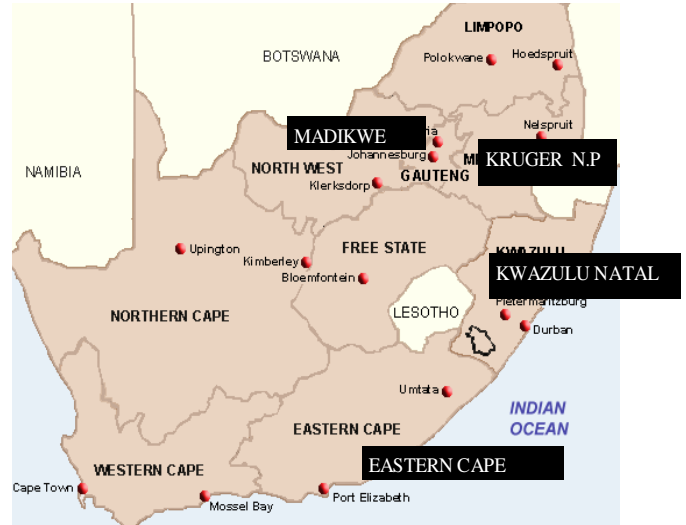 LIMPOPO
BOTSWANA
Polokwane
Hoedspruit
Nelspruit
MADIKWE
Johannesburg
KRUGER N.P
NORTH WEST
GAUTENG
NAMIBIA
Klerksdorp
Upington
FREE STATE
KWAZULU
Kimberley
Bloemfontein
KWAZULU NATAL
Pietermaritzburg
NORTHERN CAPE
LESOTHO
Durban
Umtata
INDIAN
OCEAN
EASTERN CAPE
EASTERN CAPE
WESTERN CAPE
Cape Town
Port Elizabeth
Mossel Bay